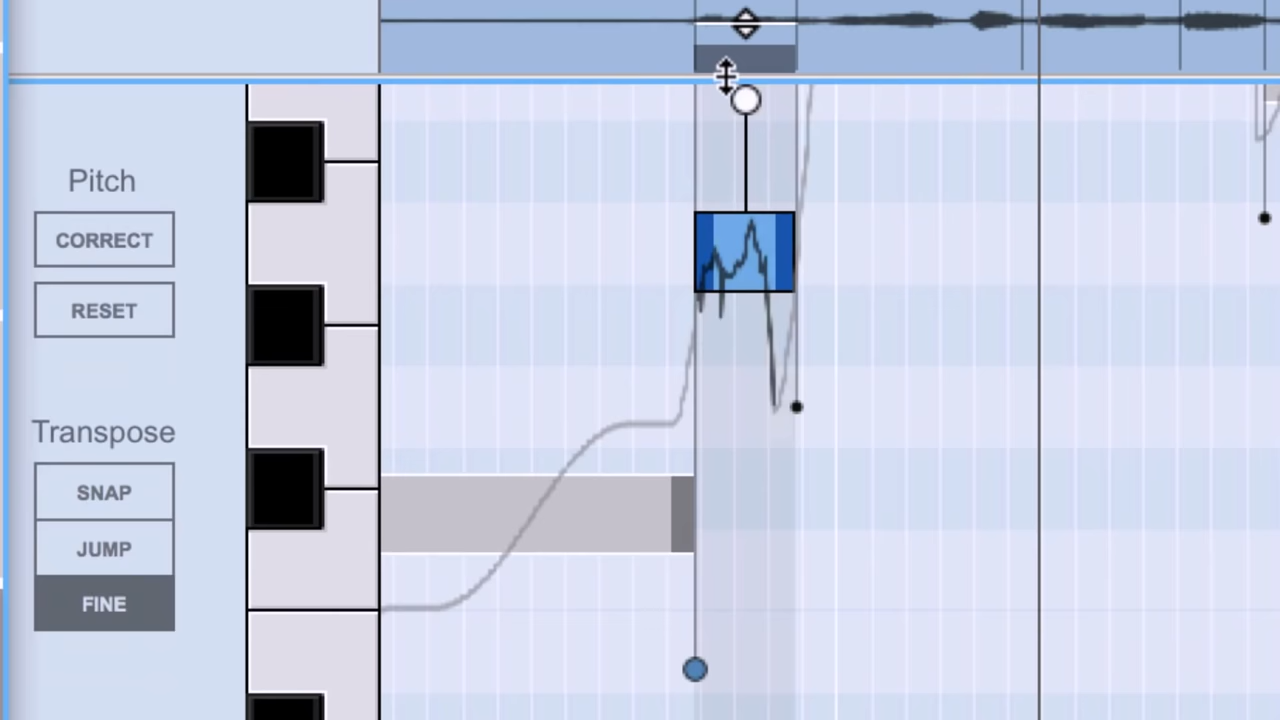 Pitch
CORRECT
RESET
Transpose
SNAP
JUMP
FINE